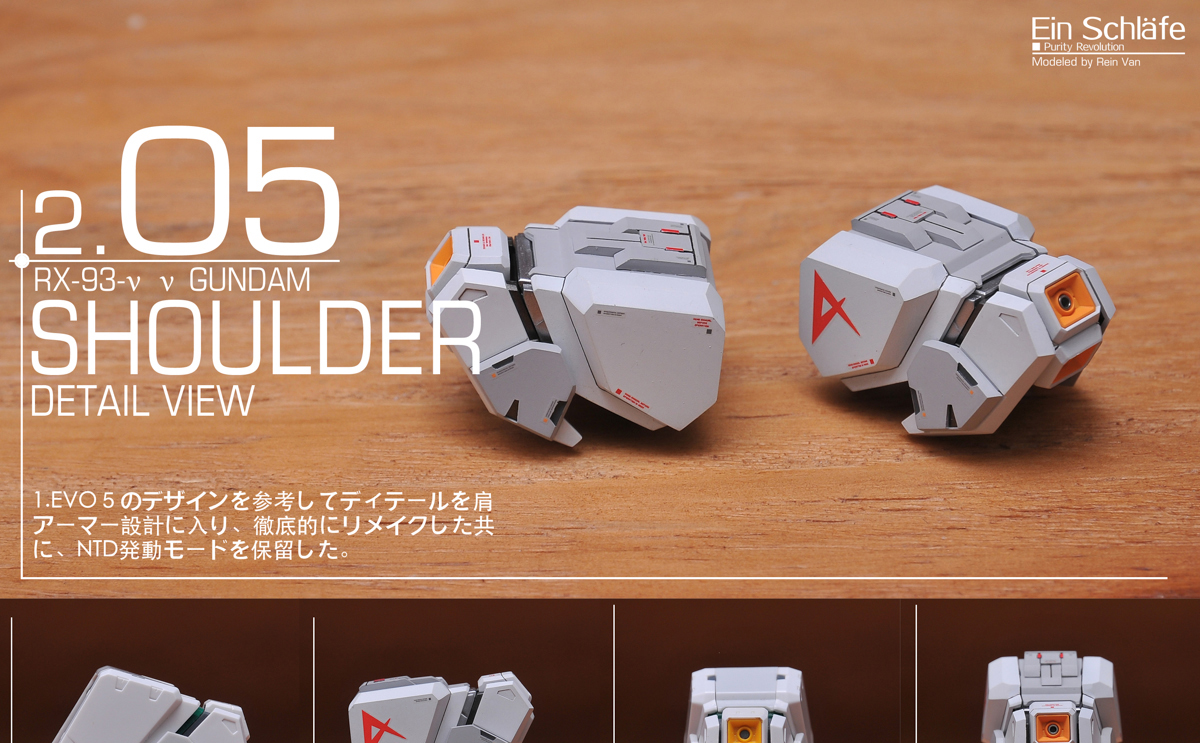 Ein Schläfe
Purity Revolution
Modeled by Rein Van
2.05
RX-93-ν ν GUNDAM
SHOULDER
DETAIL VIEW
1.EVO 5 のデザインを参考してディテールを肩
アーマー設計に入り、徹底的にリメイクした共
に、NTD発動モードを保留した。